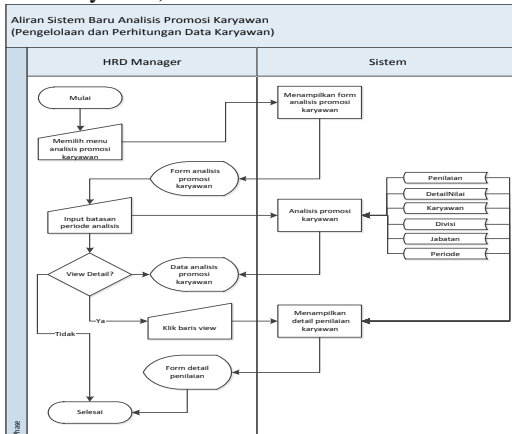 Aliran Sistem Baru Analisis Promosi Karyawan
(Pengelolaan dan Perhitungan Data Karyawan)
HRD Manager
Sistem
Mulai
Menampilkan form
analisis promosi
karyawan
Memilih menu
analisis promosi
karyawan
Form analisis
promosi
karyawan
Penilaian
DetailNilai
Karyawan
Divisi
Jabatan
Periode
Input batasan
periode analisis
Analisis promosi
karyawan
View Detail?
Data analisis
promosi
karyawan
Ya
Klik baris view
Menampilkan
detail penilaian
karyawan
Tidak
Form detail
penilaian
Selesai